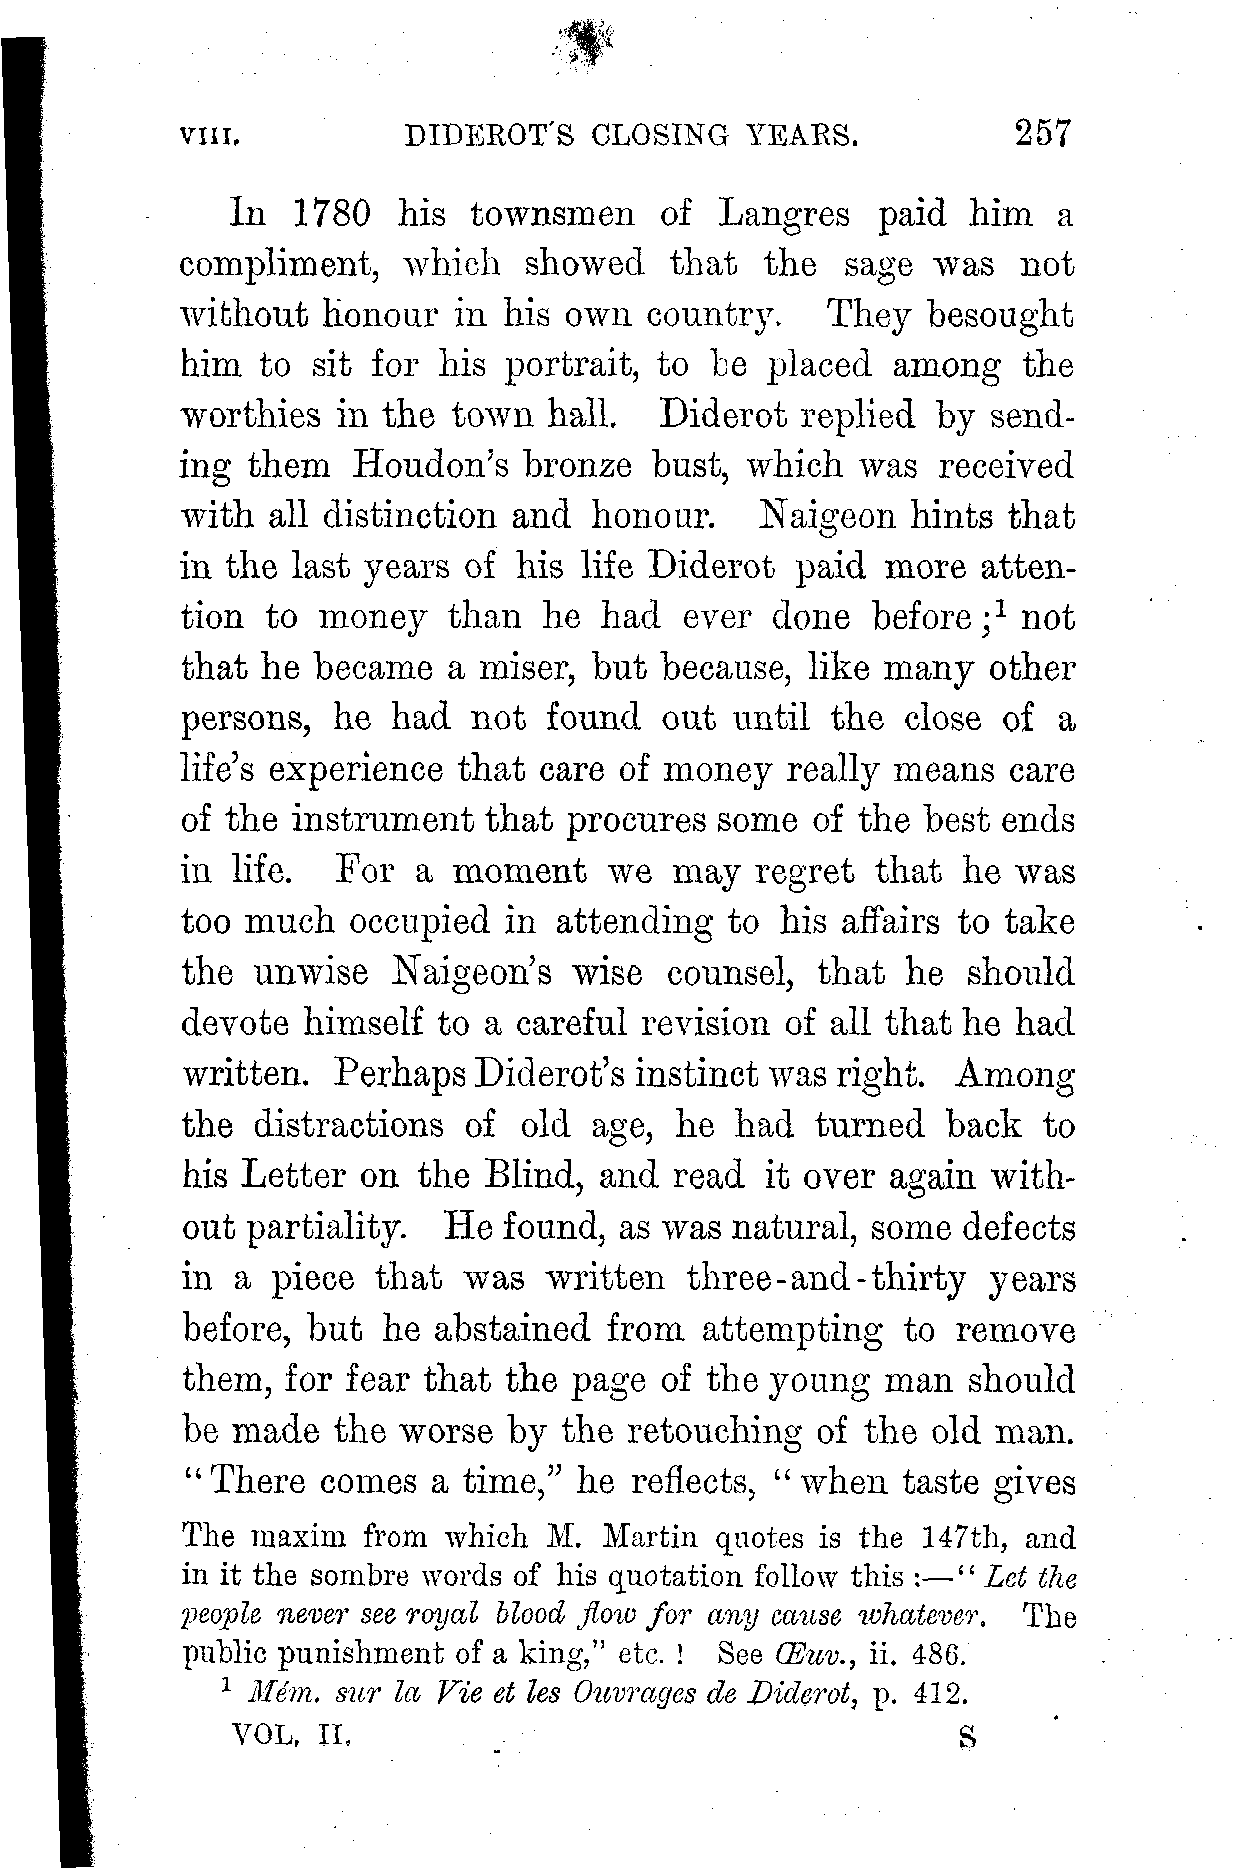 VIII. DIDEROT'S CLOSING YEARS. 257
In 1780 his townsmen of Langres paid him a
compliment, which showed that the sage was not
without honour in his own country. They besought
him to sit for his portrait, to be placed among the
worthies in the town hall. Diderot replied by send-
ing them Houdon's bronze bust, which was received
with all distinction and honour. Naigeon hints that
in the last years of his life Diderot paid more atten-
tion to money than he had ever done before;¹ not
that he became a miser, but because, like many other
persons, he had not found out until the close of a
life's experience that care of money really means care
of the instrument that procures some of the best ends
in life. For a moment we may regret that he was
too much occupied in attending to his affairs to take
the unwise Naigeon's wise counsel, that he should
devote himself to a careful revision of all that he had
written. Perhaps Diderot's instinct was right. Among
the distractions of old age, he had turned back to
his Letter on the Blind, and read it over again with-
out partiality. He found, as was natural, some defects
in a piece that was written three-and-thirty years
before, but he abstained from attempting to remove
them, for fear that the page of the young man should
be made the worse by the retouching of the old man.
"There comes a time," he reflects, "when taste gives
The maxim from which M. Martin quotes is the 147th, and
in it the sombre words of his quotation follow this:—"Let the
people never see royal blood flow for any cause whatever. The
public punishment of a king," etc.! See Œuv., ii. 486.
¹ Mém. sur la Vie et les Ouvrages de Diderot, p. 412.
VOL. II. S